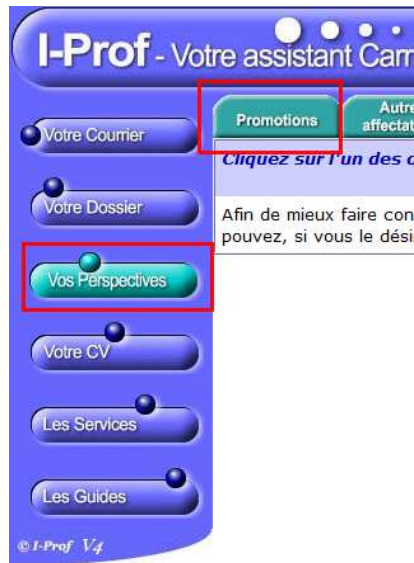 I-Prof - Votre assistant Carr
Promotions
Autre
affectat
Cliquez sur l'un des
Afin de mieux faire con
pouvez, si vous le dési
Votre Courrier
Votre Dossier
Vos Perspectives
Votre CV
Les Services
Les Guides
© I-Prof V4